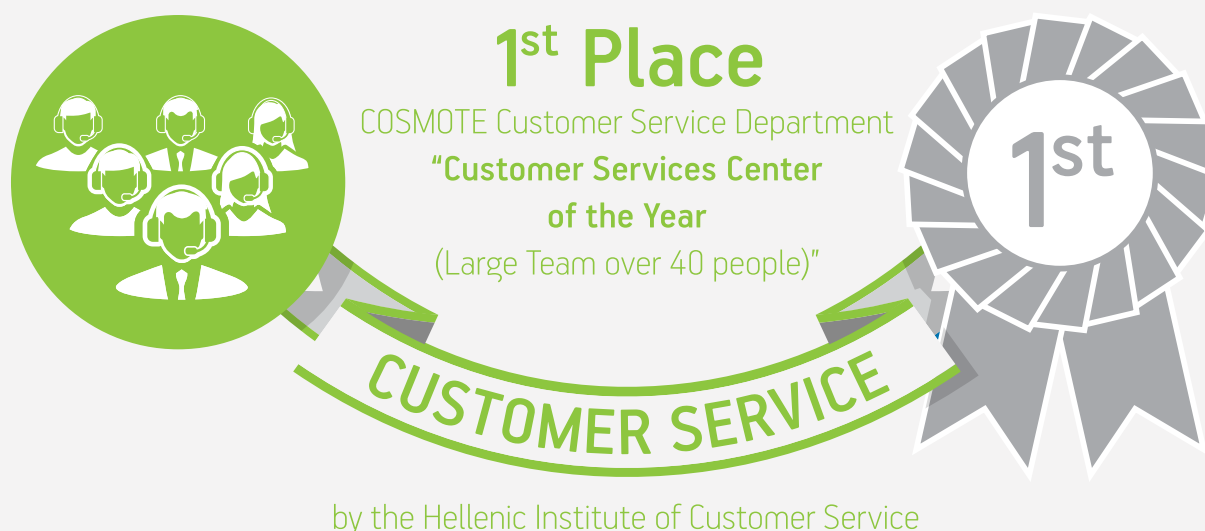 1st Place
COSMOTE Customer Service Department
“Customer Services Center
of the Year
(Large Team over 40 people)”
1st
CUSTOMER SERVICE
by the Hellenic Institute of Customer Service